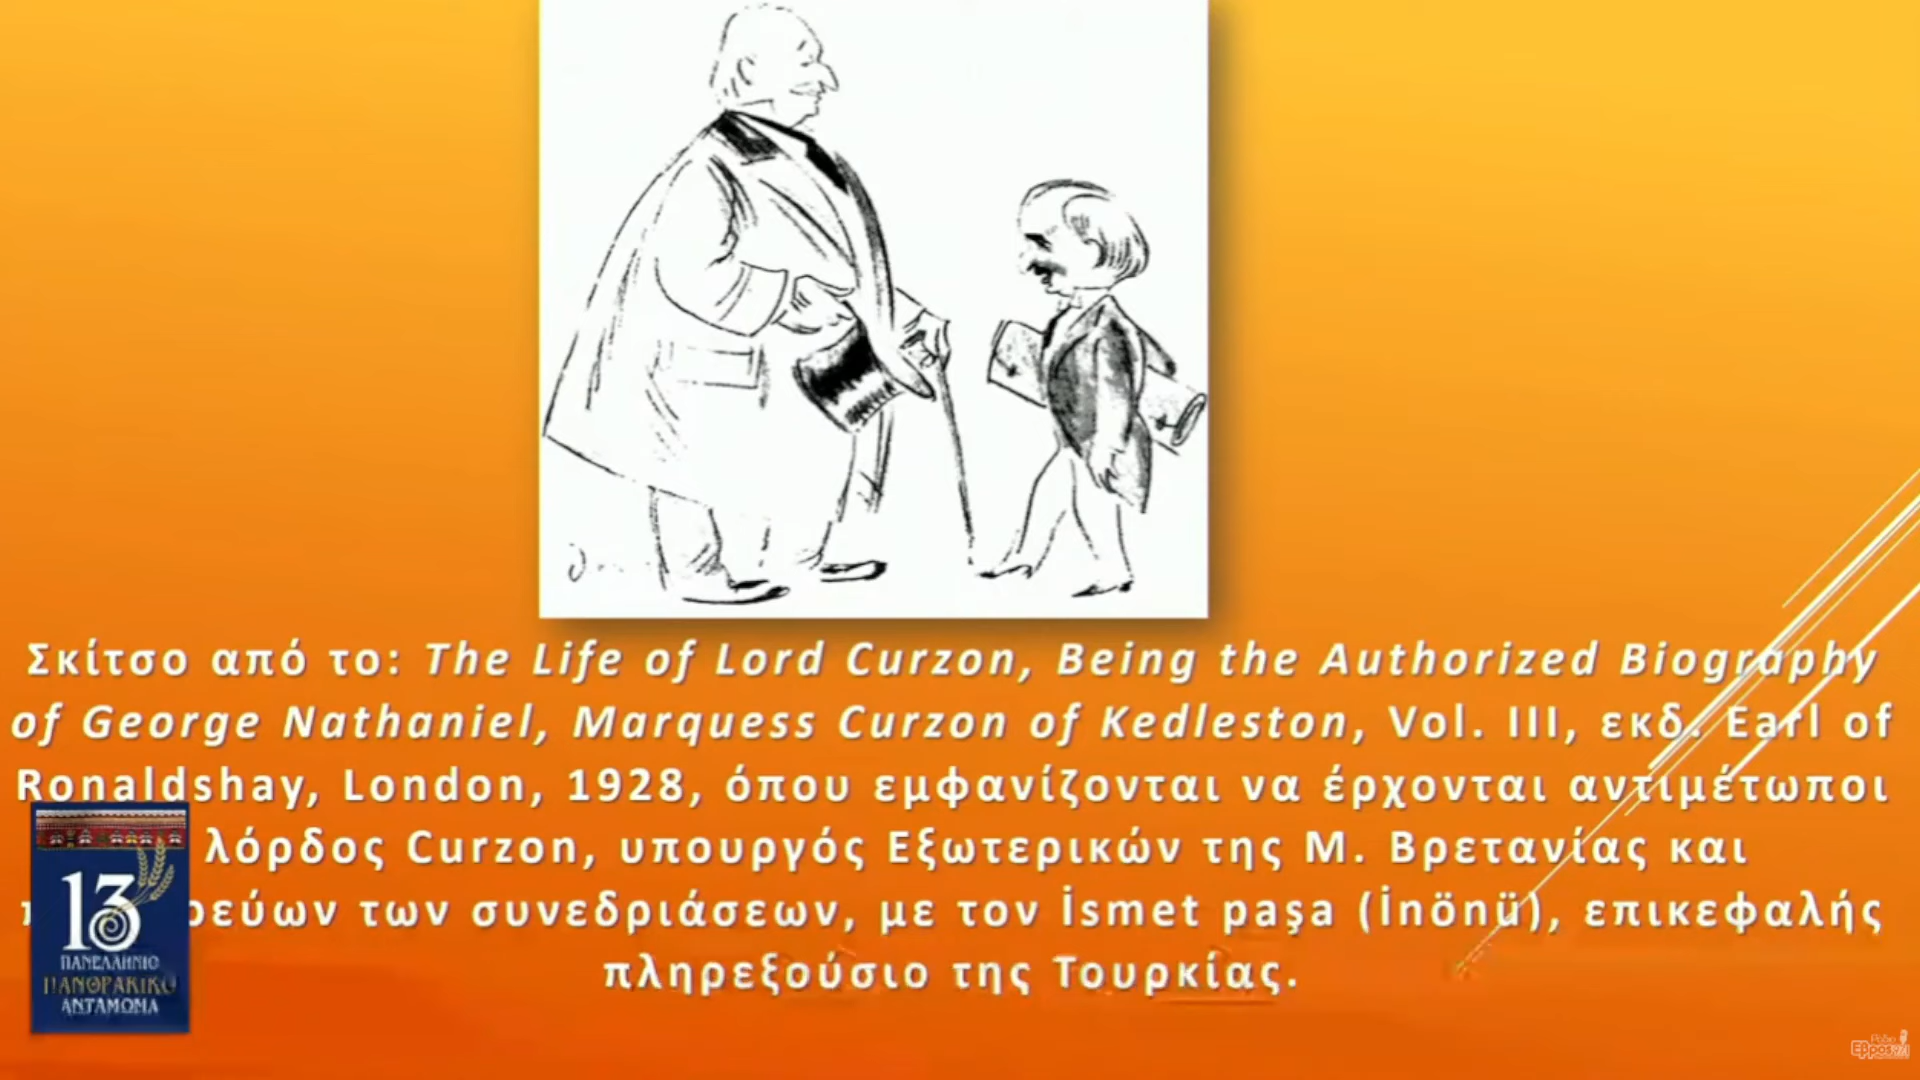 Σκίτσο από το: The Life of Lord Curzon, Being the Authorized Biography
of George Nathaniel, Marquess Curzon of Kedleston, Vol. III, εκδ. Earl of
Ronaldshay, London, 1928, όπου εμφανίζονται να έρχονται αντιμέτωποι
λόρδος Curzon, υπουργός Εξωτερικών της Μ. Βρετανίας και
των συνεδριάσεων, με τον İsmet paşa (İnönü), επικεφαλής
πληρεξούσιο της Τουρκίας.
13
ΠΑΝΕΛΛΗΝΙΟ
ΠΑΝΘΡΑΚΙΚΟ
ΑΝΤΑΜΩΜΑ
Ράδιο
Εβρος